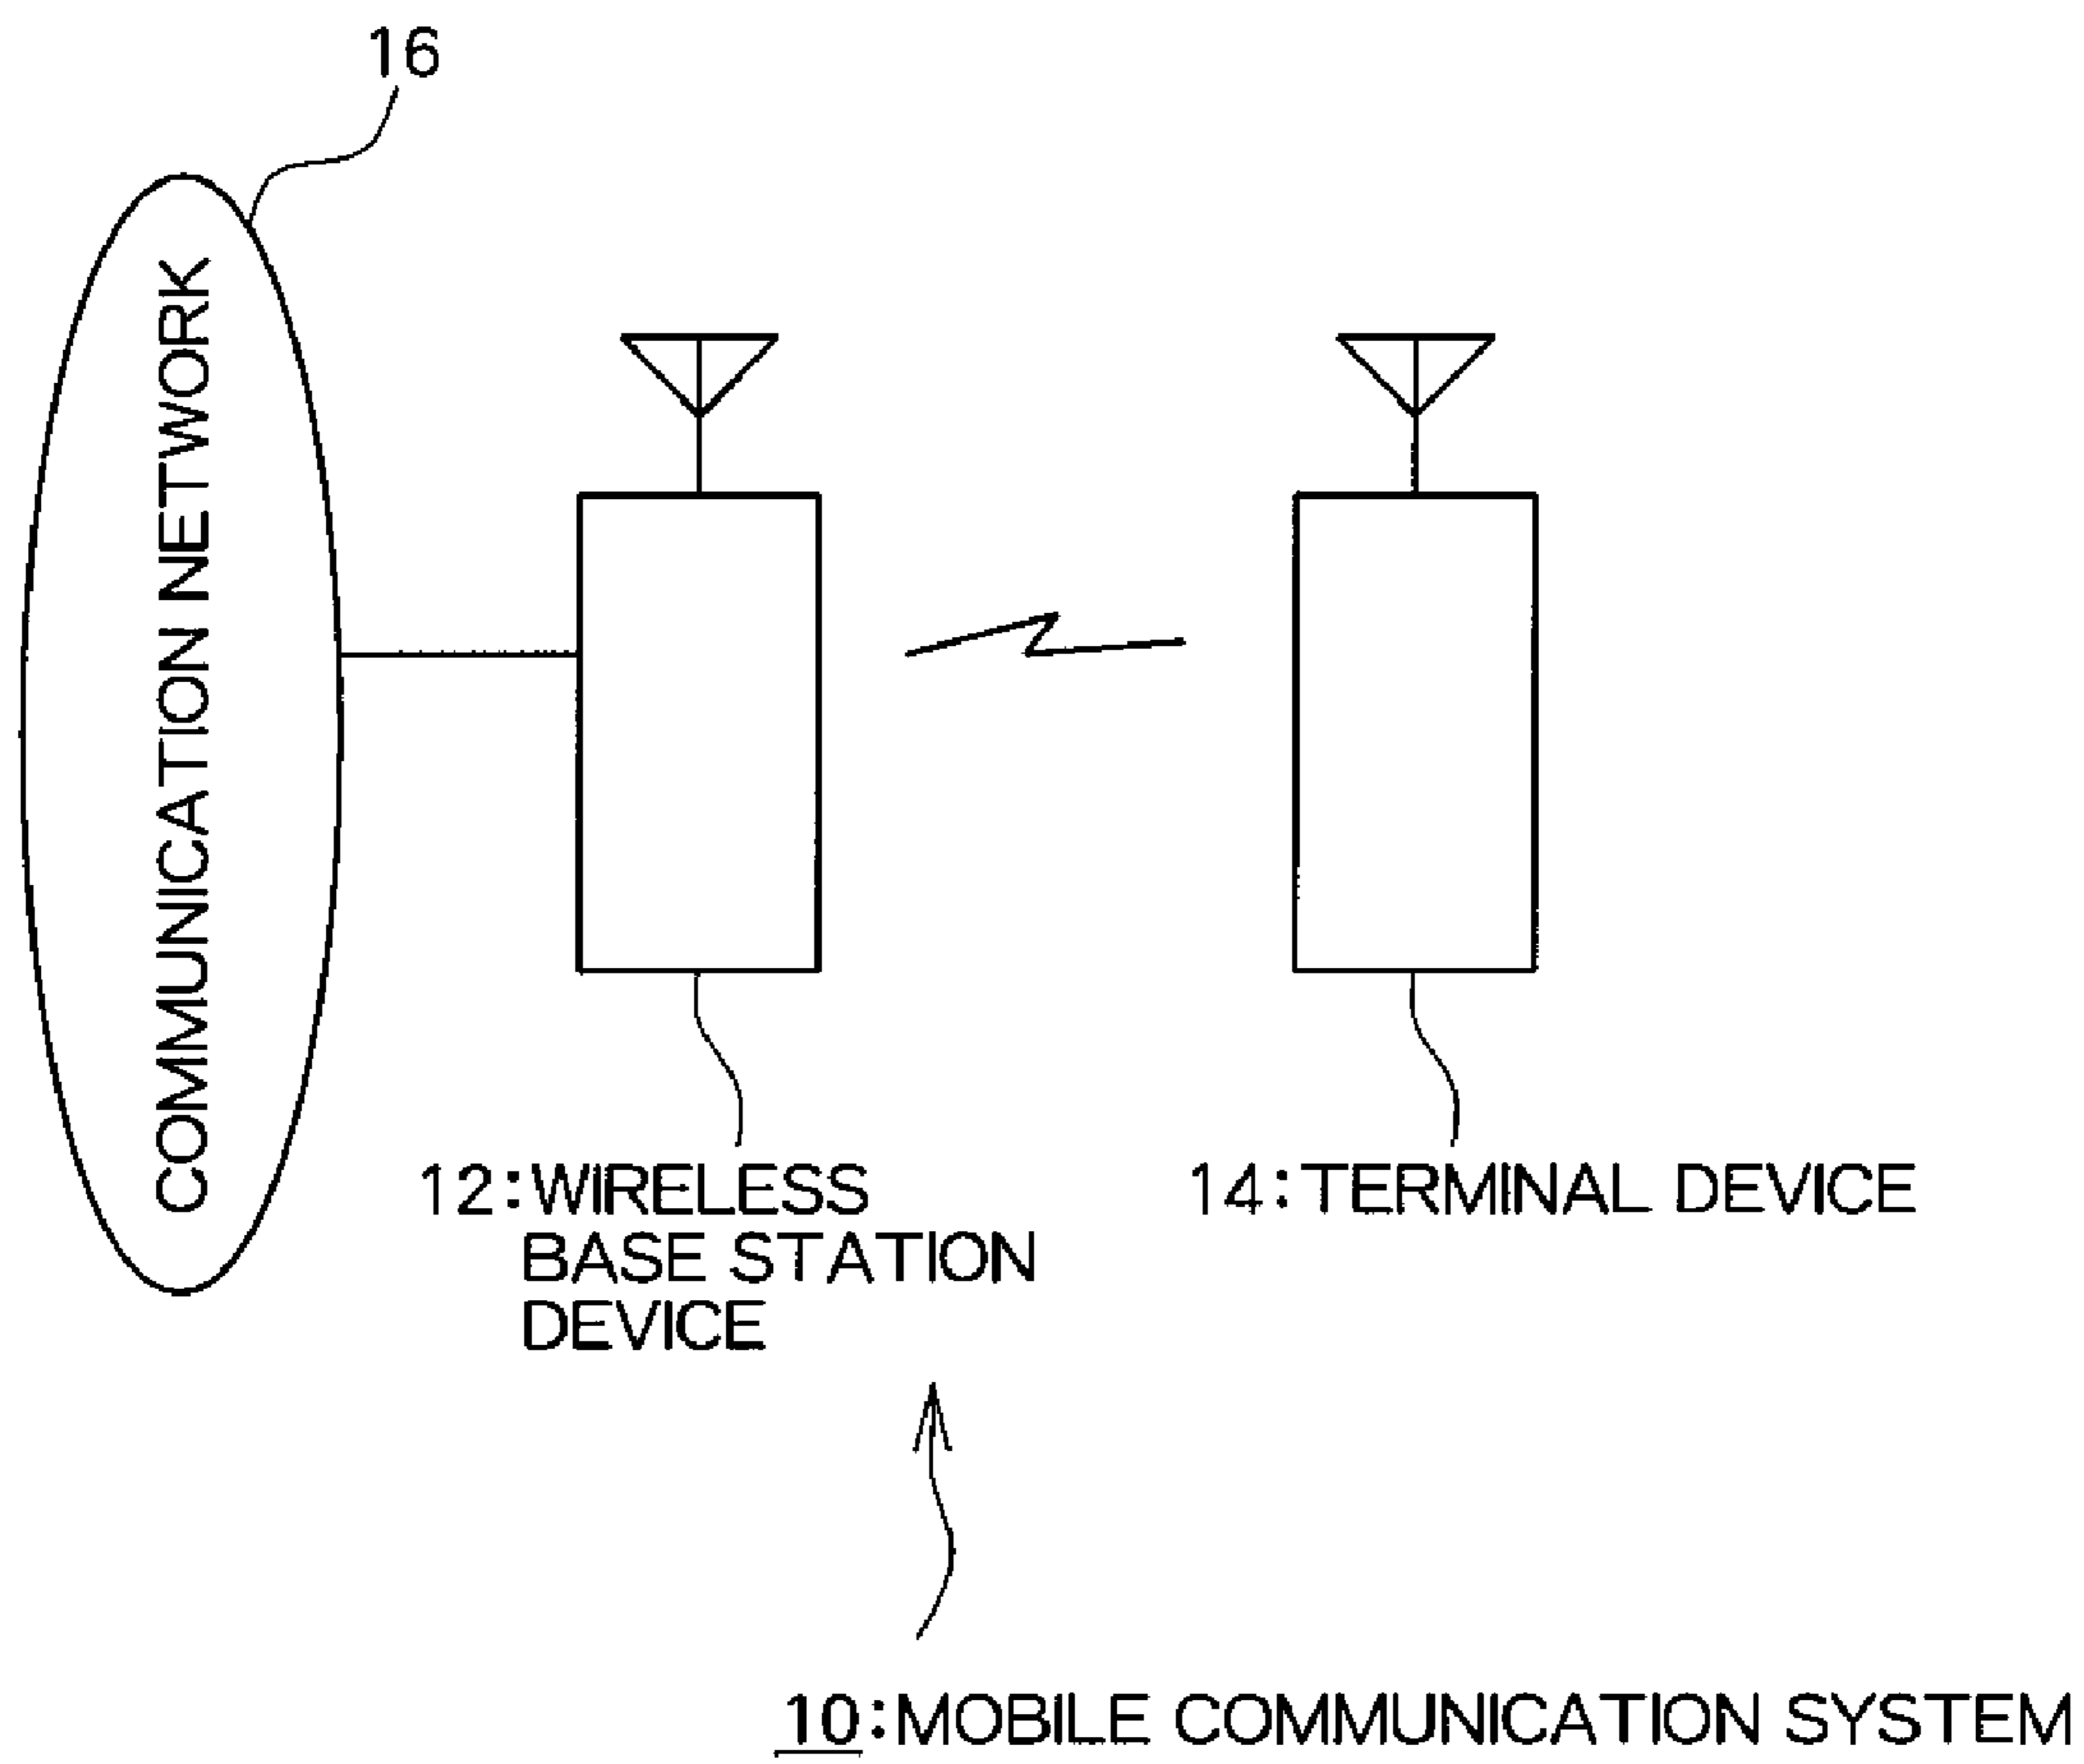 16
COMMUNICATION NETWORK
12:WIRELESS
BASE STATION
DEVICE
14:TERMINAL DEVICE
10:MOBILE COMMUNICATION SYSTEM